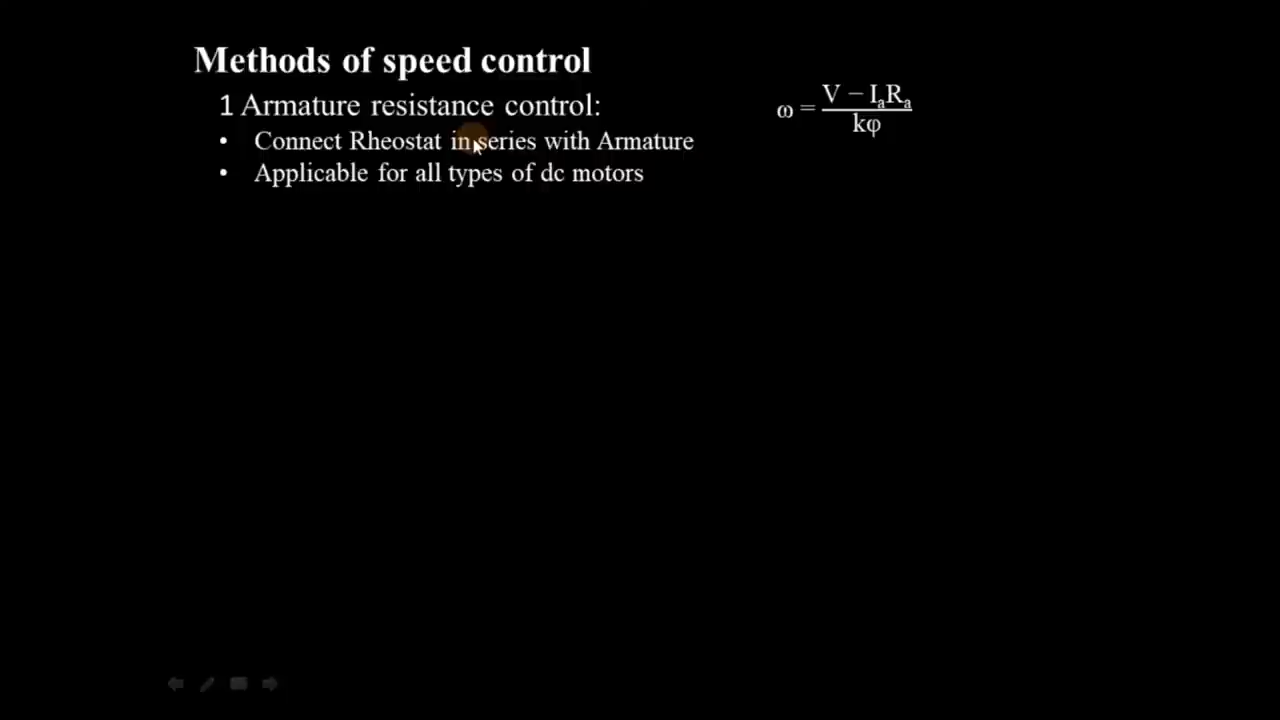 Methods of speed control
1 Armature resistance control:
• Connect Rheostat in series with Armature
• Applicable for all types of dc motors
ω = V − IaRa
kφ